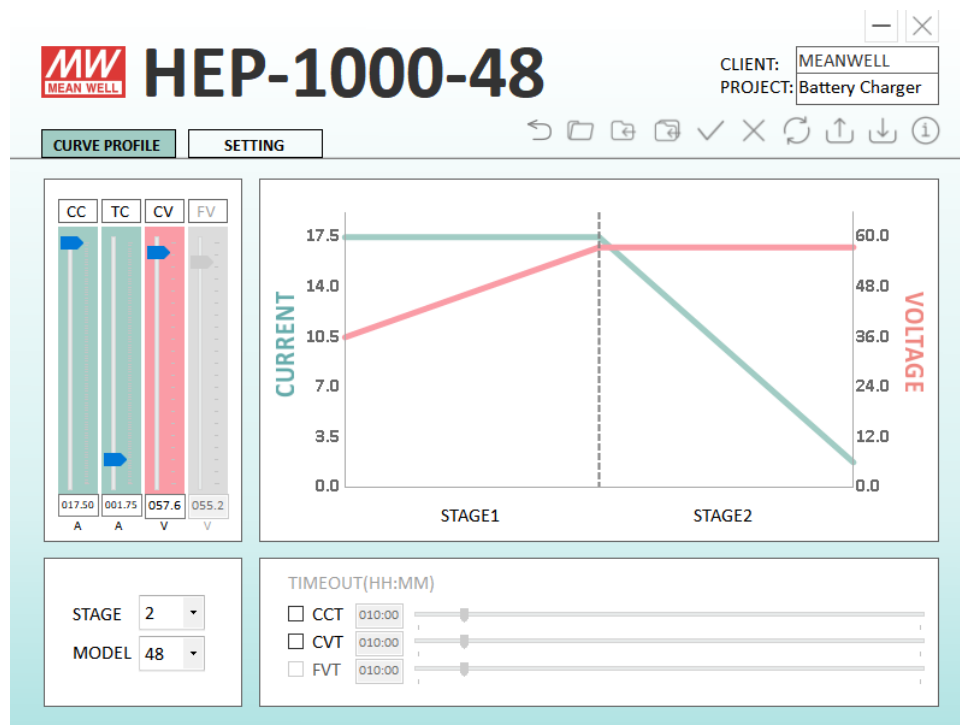 MW
MEAN WELL
HEP-1000-48
CLIENT: MEANWELL
PROJECT: Battery Charger
CURVE PROFILE SETTING
CC TC CV FV
017.50 001.75 057.6 055.2
A A V V
CURRENT
17.5
14.0
10.5
7.0
3.5
0.0
STAGE1 STAGE2
60.0
48.0
36.0
24.0
12.0
0.0
VOLTAGE
STAGE 2
MODEL 48
TIMEOUT(HH:MM)
CCT 010:00
CVT 010:00
FVT 010:00